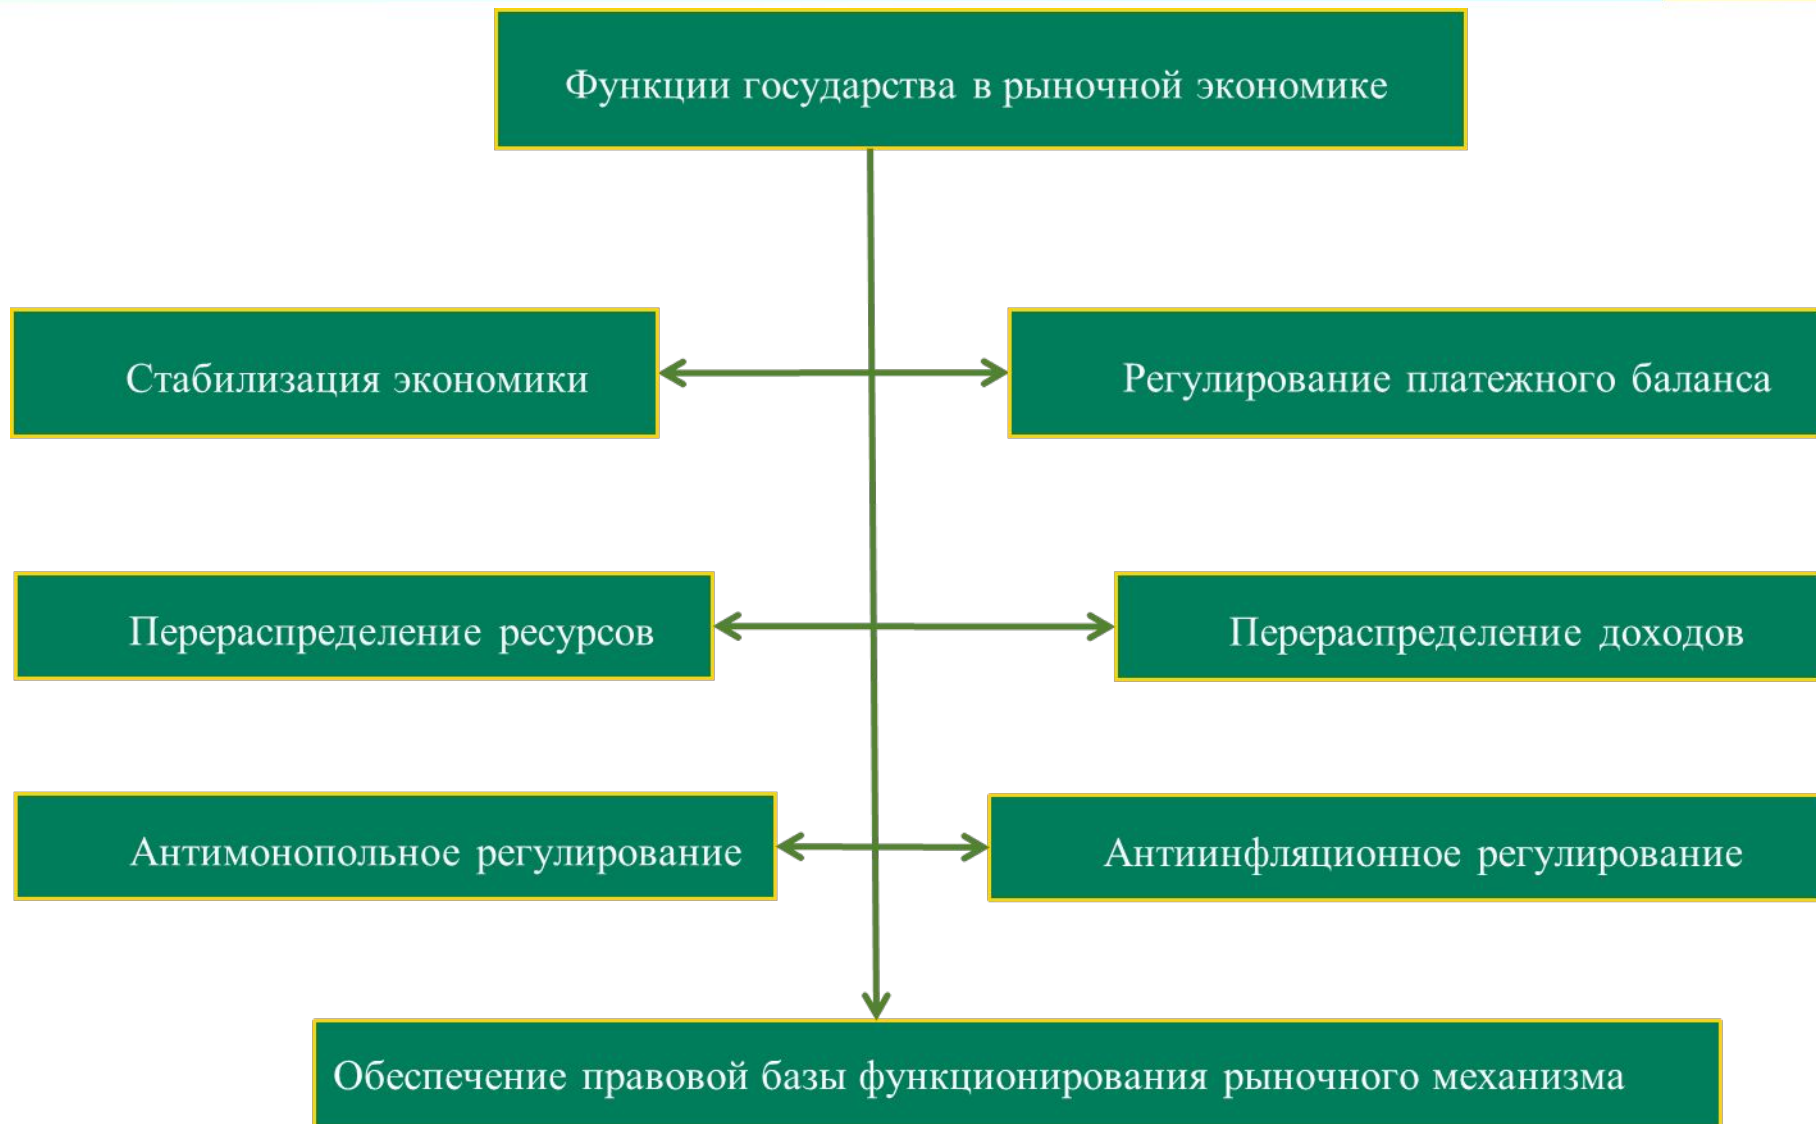 Функции государства в рыночной экономике
Стабилизация экономики
Регулирование платежного баланса
Перераспределение ресурсов
Перераспределение доходов
Антимонопольное регулирование
Антиинфляционное регулирование
Обеспечение правовой базы функционирования рыночного механизма